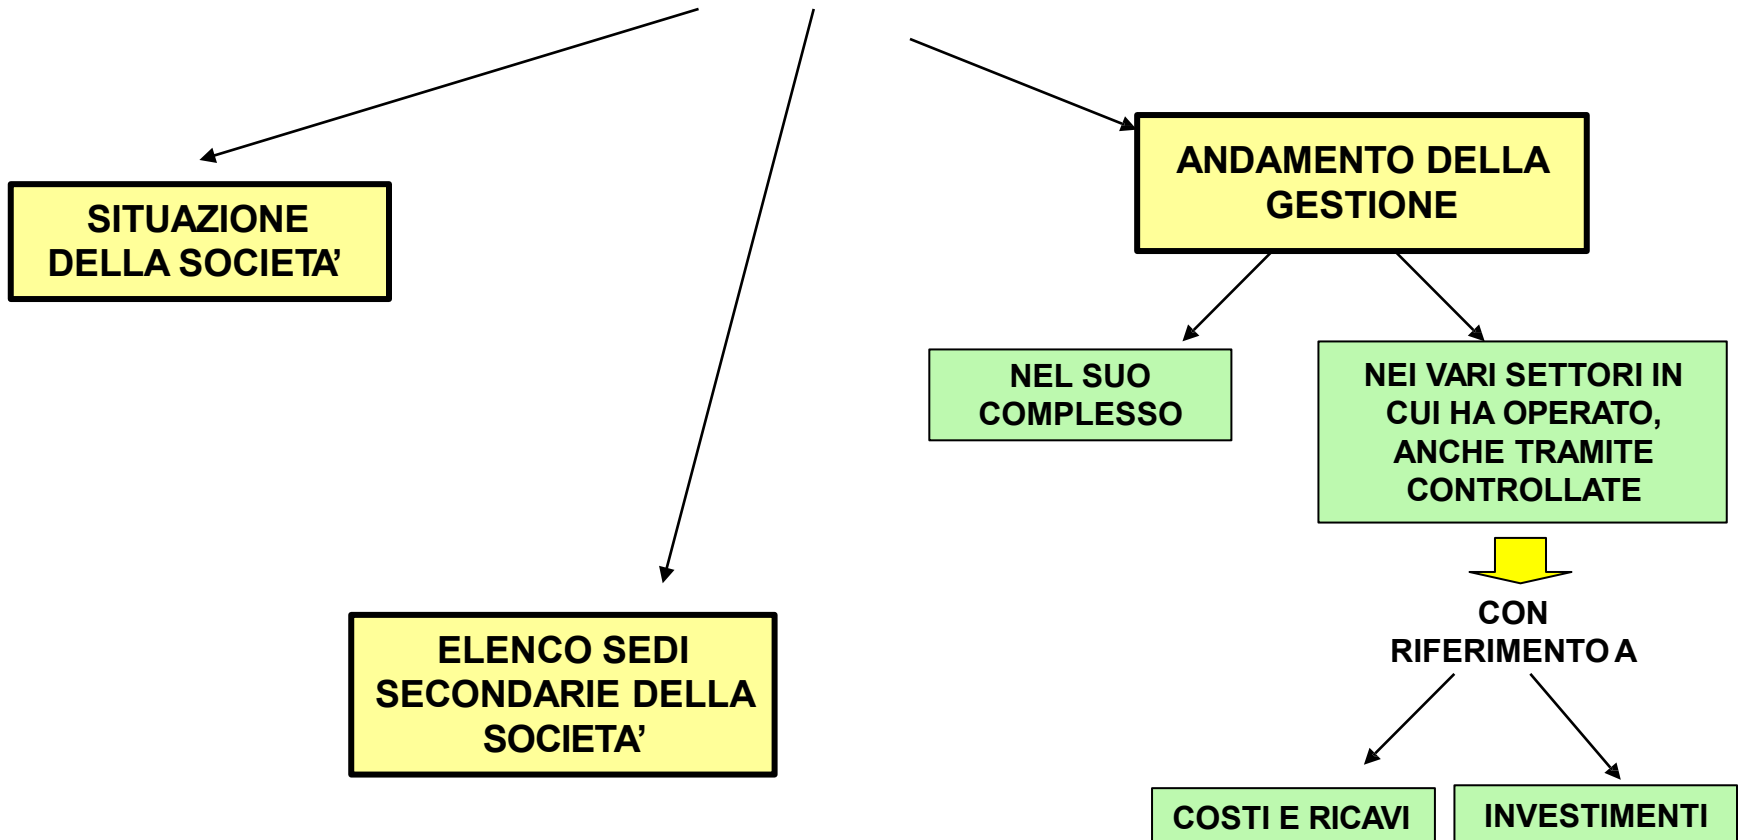 ANDAMENTO DELLA
GESTIONE
SITUAZIONE
DELLA SOCIETA’
NEL SUO
COMPLESSO
NEI VARI SETTORI IN
CUI HA OPERATO,
ANCHE TRAMITE
CONTROLLATE
CON
RIFERIMENTO A
ELENCO SEDI
SECONDARIE DELLA
SOCIETA’
COSTI E RICAVI
INVESTIMENTI